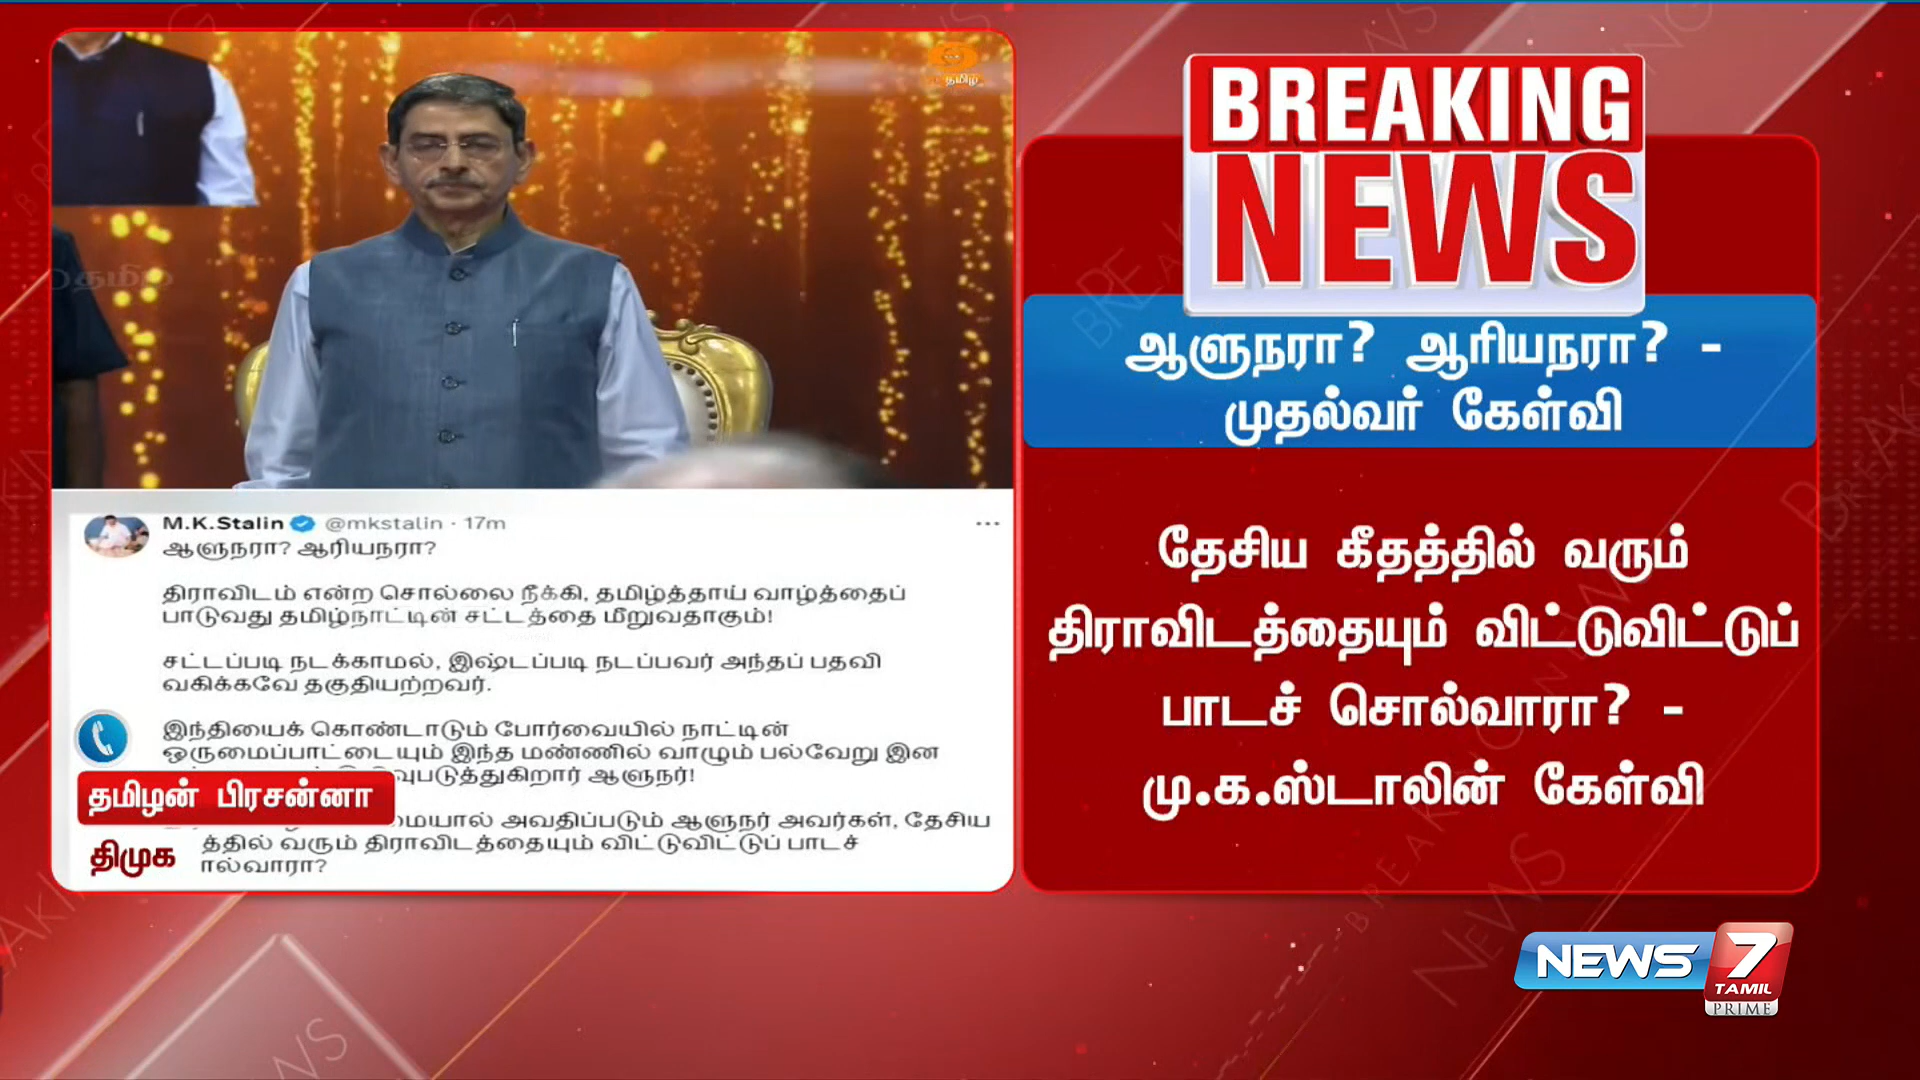 தமிழ்
BREAKING
NEWS
ஆளுநரா? ஆரியநரா? -
முதல்வர் கேள்வி
தேசிய கீதத்தில் வரும்
திராவிடத்தையும் விட்டுவிட்டுப்
பாடச் சொல்வாரா? -
மு.க.ஸ்டாலின் கேள்வி
M.K.Stalin @mkstalin · 17m
ஆளுநரா? ஆரியநரா?
திராவிடம் என்ற சொல்லை நீக்கி, தமிழ்த்தாய் வாழ்த்தைப்
பாடுவது தமிழ்நாட்டின் சட்டத்தை மீறுவதாகும்!
சட்டப்படி நடக்காமல், இஷ்டப்படி நடப்பவர் அந்தப் பதவி
வகிக்கவே தகுதியற்றவர்.
இந்தியைக் கொண்டாடும் போர்வையில் நாட்டின்
ஒருமைப்பாட்டையும் இந்த மண்ணில் வாழும் பல்வேறு இன
ஆளுநர்!
அவதிப்படும் ஆளுநர் அவர்கள், தேசிய
த்தில் வரும் திராவிடத்தையும் விட்டுவிட்டுப் பாடச்
ால்வாரா?
தமிழன் பிரசன்னா
திமுக
NEWS 7
TAMIL
PRIME